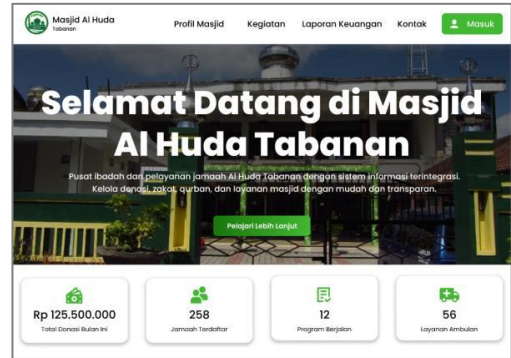 Masjid Al Huda
Tabanan
Profil Masjid
Kegiatan
Laporan Keuangan
Kontak
Masuk
Selamat Datang di Masjid
Al Huda Tabanan
Pusat ibadah dan pelayanan jamaah Al Huda Tabanan dengan sistem informasi terintegrasi.
Kelola donasi, zakat, qurban, dan layanan masjid dengan mudah dan transparan.
Pelajari Lebih Lanjut
Rp 125.500.000
Total Donasi Bulan Ini
258
Jamaah Terdaftar
12
Program Berjalan
56
Layanan Ambulan